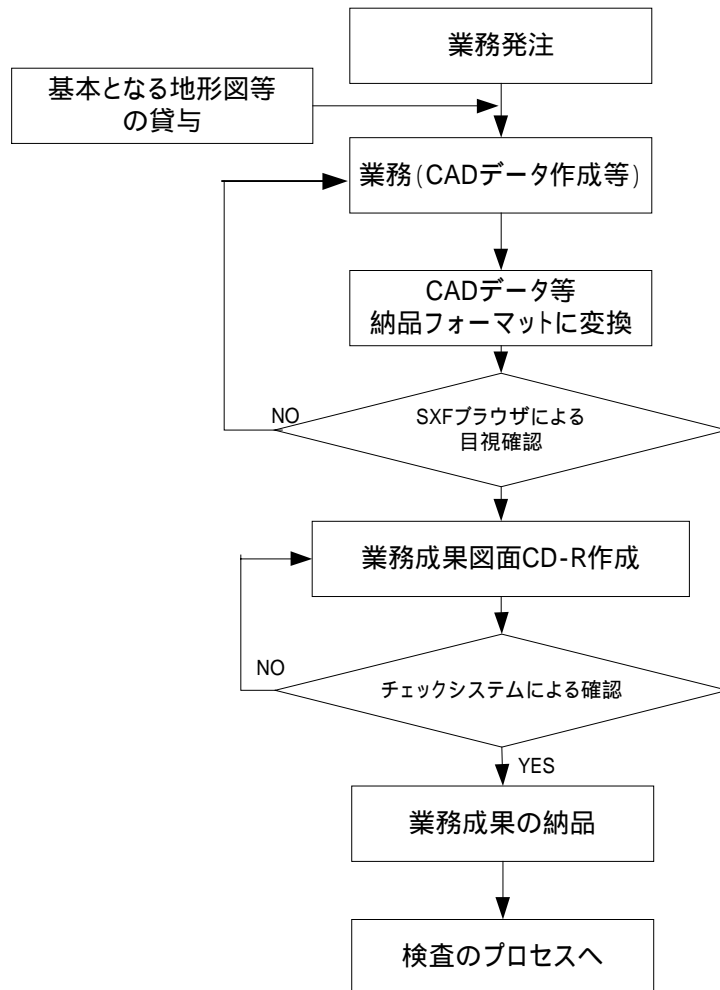 業務発注
基本となる地形図等
の貸与
業務(CADデータ作成等)
CADデータ等
納品フォーマットに変換
NO
SXFブラウザによる
目視確認
業務成果図面CD-R作成
NO
チェックシステムによる確認
YES
業務成果の納品
検査のプロセスへ